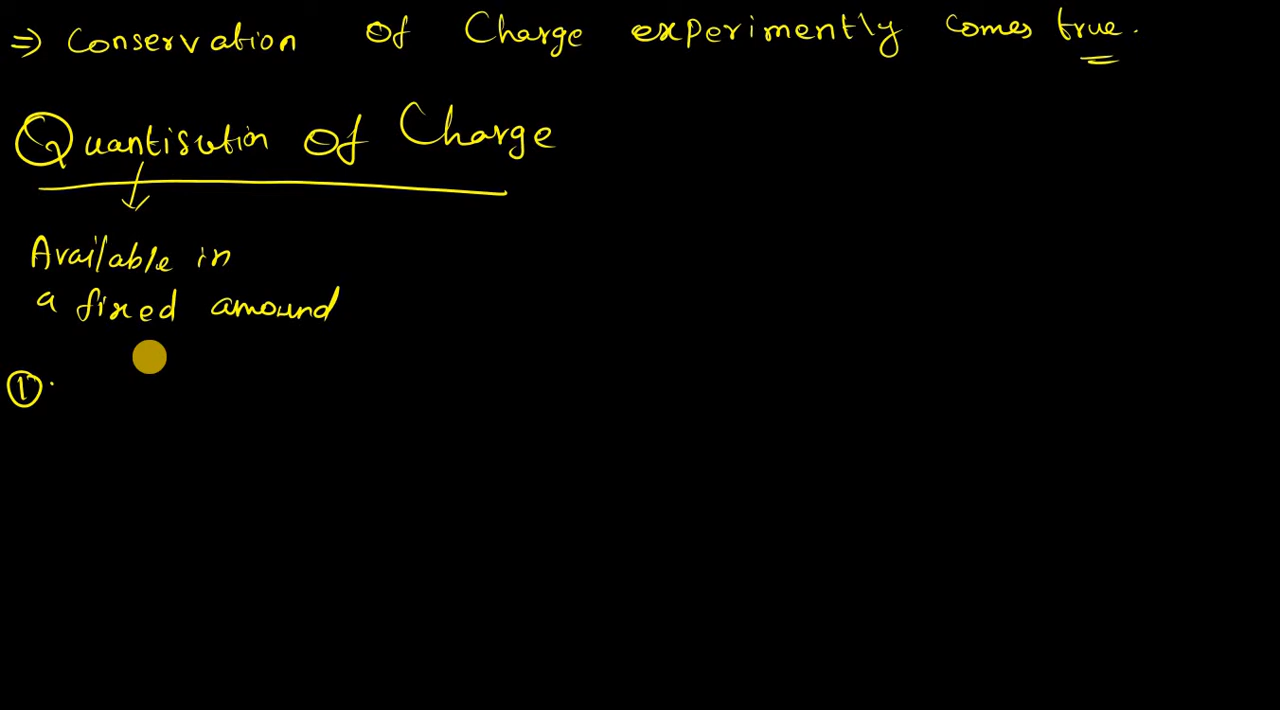 ⇒ Conservation Of Charge experimently comes true.
Quantisation Of Charge
Available in
a fixed amound
①.